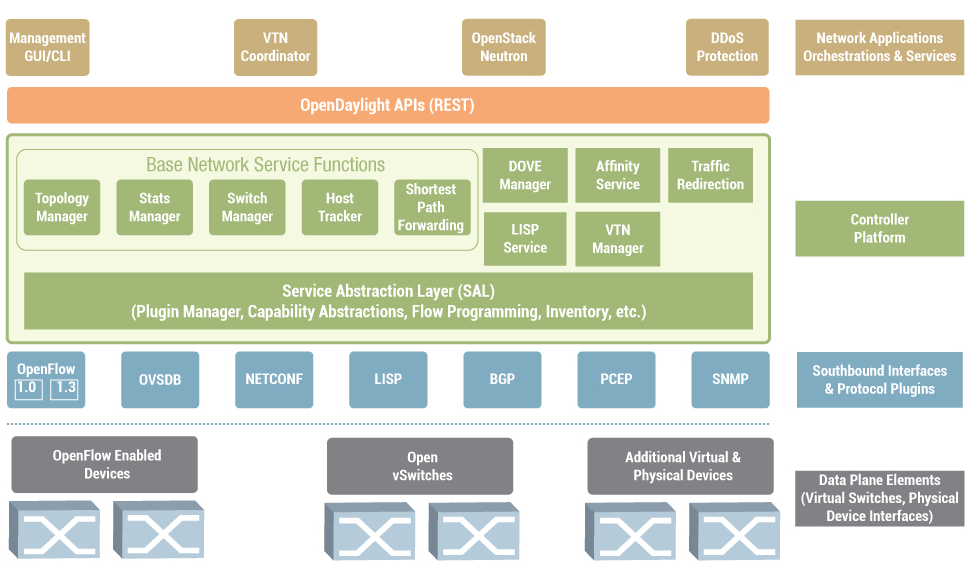 Management
GUI/CLI
VTN
Coordinator
OpenStack
Neutron
DDoS
Protection
Network Applications
Orchestrations & Services
OpenDaylight APIs (REST)
Base Network Service Functions
Topology
Manager
Stats
Manager
Switch
Manager
Host
Tracker
Shortest
Path
Forwarding
DOVE
Manager
Affinity
Service
Traffic
Redirection
LISP
Service
VTN
Manager
Controller
Platform
Service Abstraction Layer (SAL)
(Plugin Manager, Capability Abstractions, Flow Programming, Inventory, etc.)
OpenFlow
1.0 1.3
OVSDB
NETCONF
LISP
BGP
PCEP
SNMP
Southbound Interfaces
& Protocol Plugins
OpenFlow Enabled
Devices
Open
vSwitches
Additional Virtual &
Physical Devices
Data Plane Elements
(Virtual Switches, Physical
Device Interfaces)